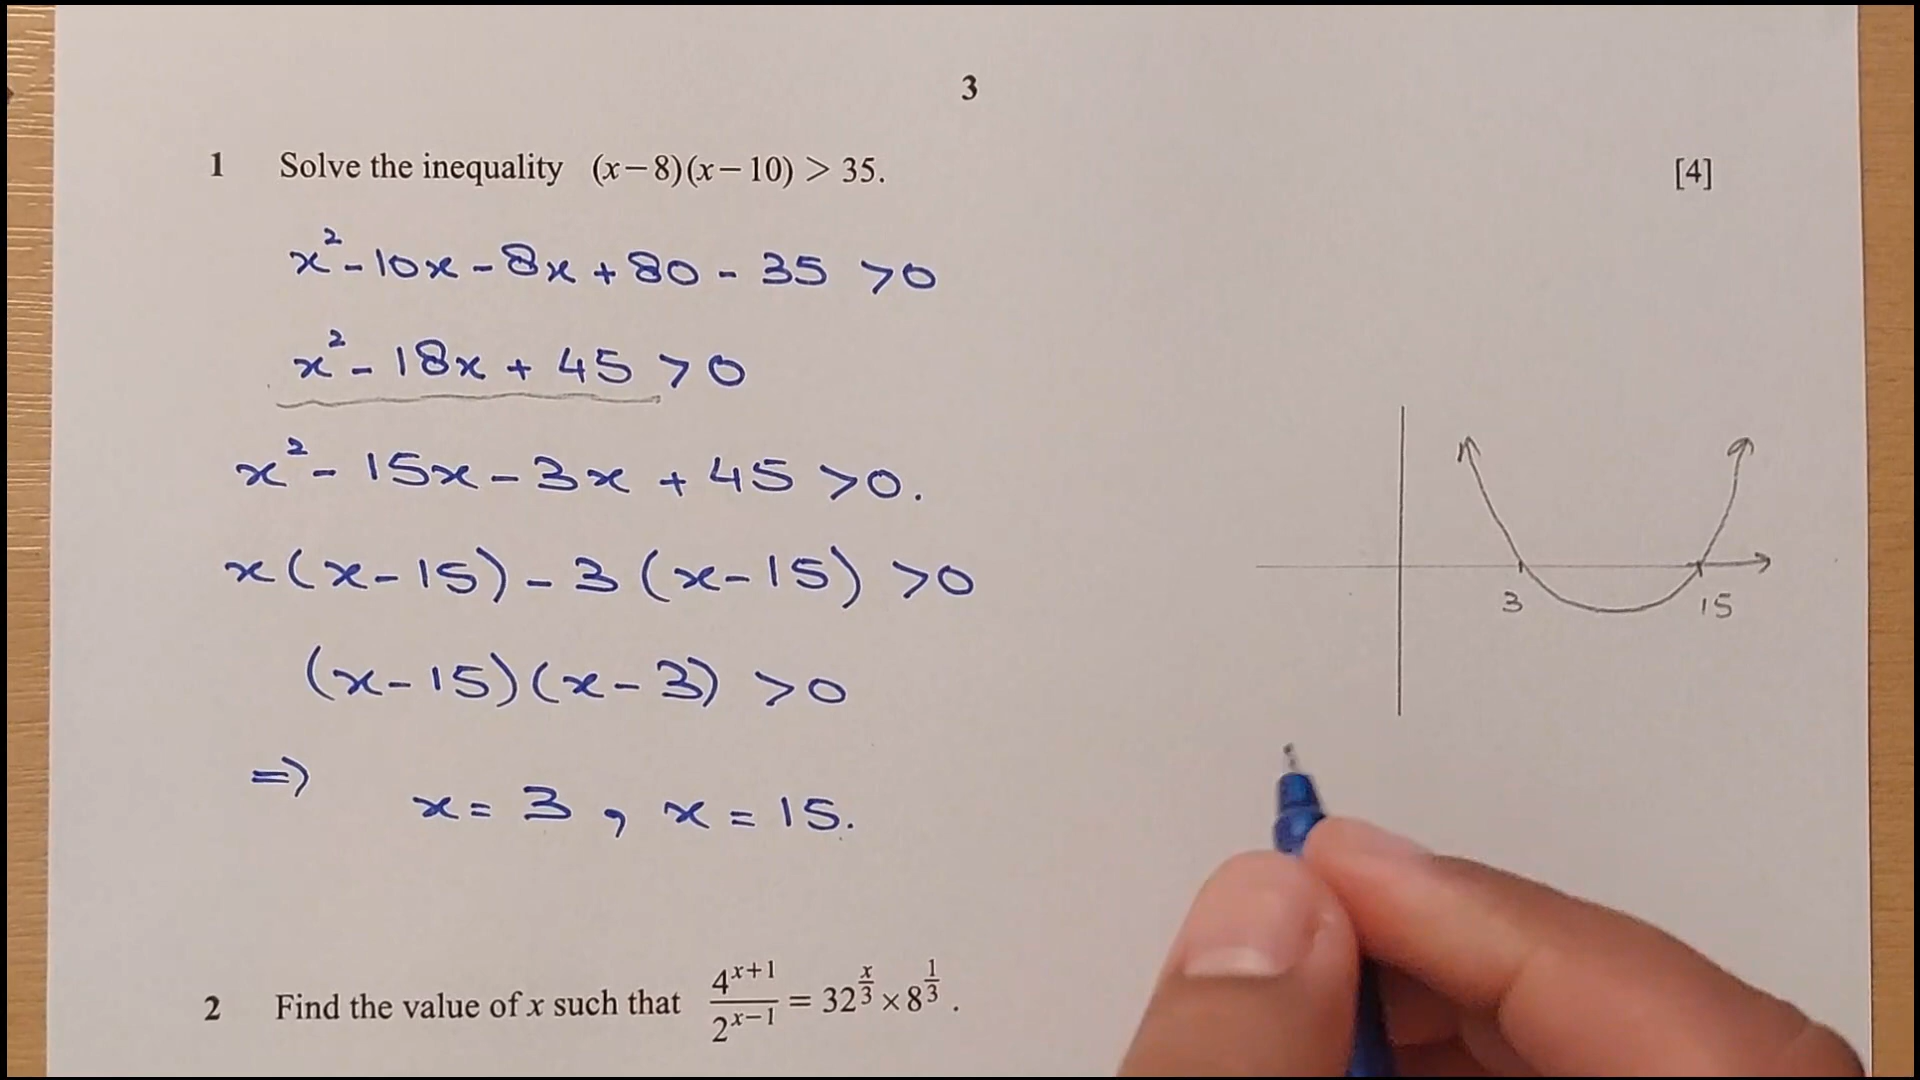 3
1 Solve the inequality (x−8)(x−10) > 35. [4]
x² - 10x - 8x + 80 - 35 >0
x² - 18x + 45 >0
x² - 15x - 3x + 45 >0.
x(x-15) - 3(x-15) >0
(x-15)(x-3) >0
3 15
⇒ x = 3 , x = 15.
2 Find the value of x such that 4^(x+1)/2^(x−1) = 32^(x/3) × 8^(1/3) .